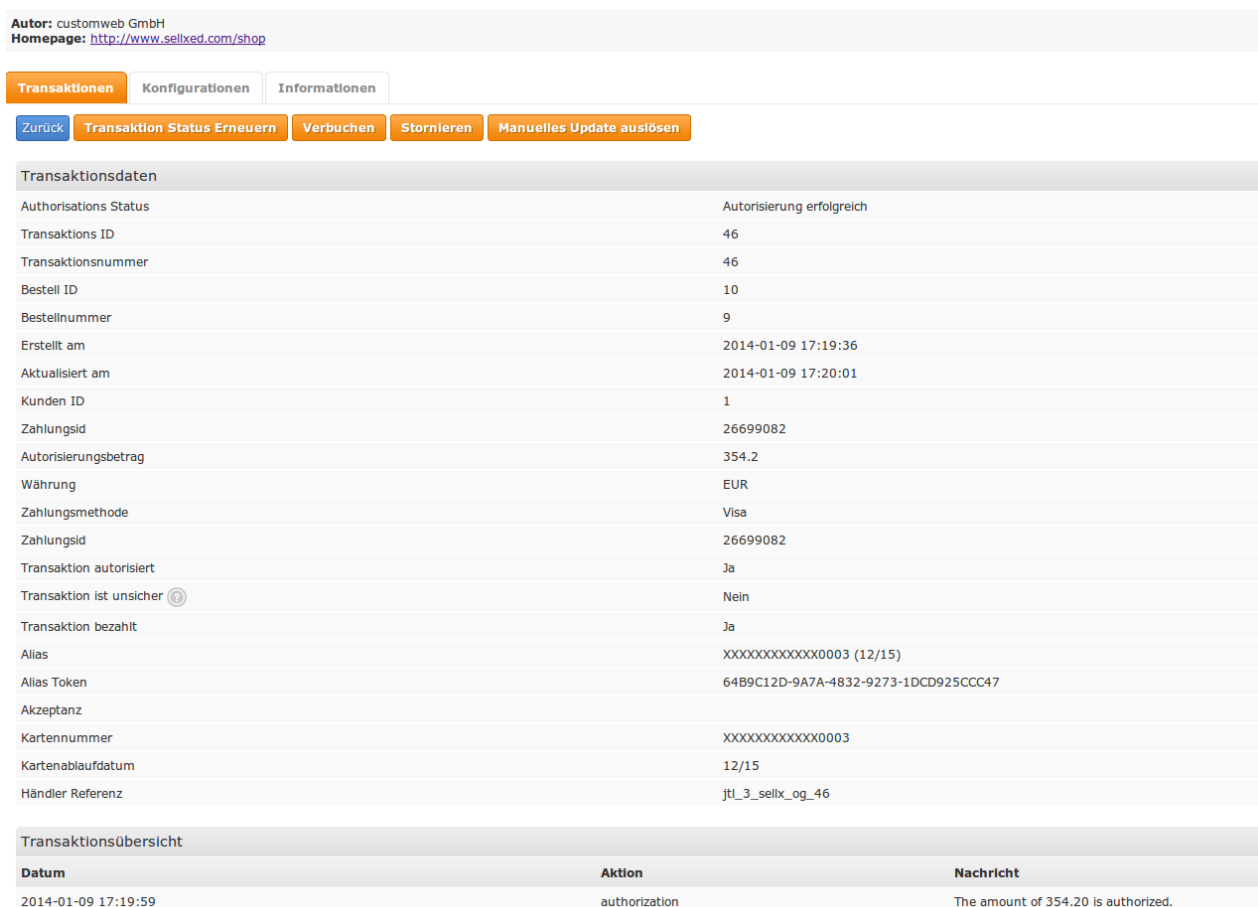 Autor: customweb GmbH
Homepage: http://www.sellxed.com/shop
Transaktionen Konfigurationen Informationen
Zurück Transaktion Status Erneuern Verbuchen Stornieren Manuelles Update auslösen
Transaktionsdaten
Authorisations Status Autorisierung erfolgreich
Transaktions ID 46
Transaktionsnummer 46
Bestell ID 10
Bestellnummer 9
Erstellt am 2014-01-09 17:19:36
Aktualisiert am 2014-01-09 17:20:01
Kunden ID 1
Zahlungsid 26699082
Autorisierungsbetrag 354.2
Währung EUR
Zahlungsmethode Visa
Zahlungsid 26699082
Transaktion autorisiert Ja
Transaktion ist unsicher ? Nein
Transaktion bezahlt Ja
Alias XXXXXXXXXXXX0003 (12/15)
Alias Token 64B9C12D-9A7A-4832-9273-1DCD925CCC47
Akzeptanz
Kartennummer XXXXXXXXXXXX0003
Kartenablaufdatum 12/15
Händler Referenz jtl_3_sellx_og_46
Transaktionsübersicht
Datum Aktion Nachricht
2014-01-09 17:19:59 authorization The amount of 354.20 is authorized.